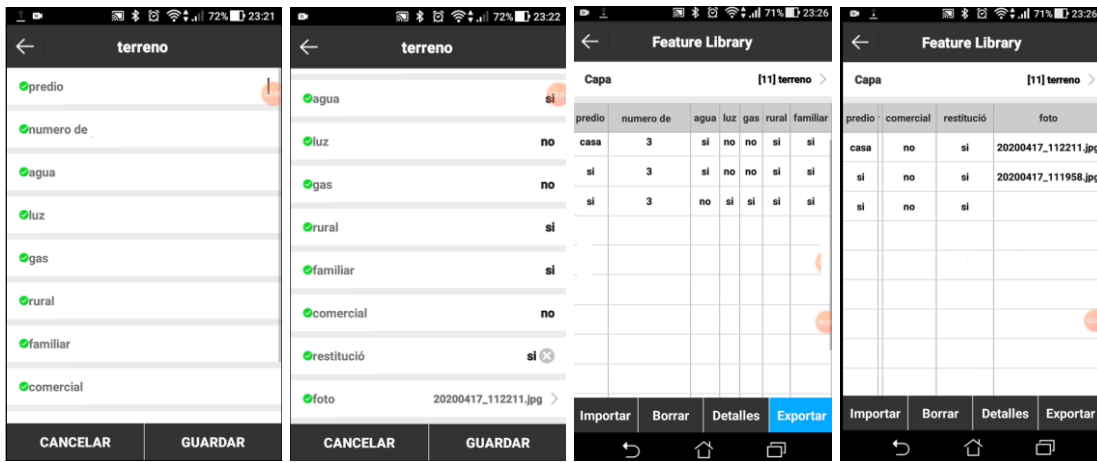 72% 23:21
terreno
predio
numero de
agua
luz
gas
rural
familiar
comercial
CANCELAR GUARDAR
72% 23:22
terreno
agua si
luz no
gas no
rural si
familiar si
comercial no
restitució si
foto 20200417_112211.jpg
CANCELAR GUARDAR
71% 23:26
Feature Library
Capa [11] terreno
predio numero de agua luz gas rural familiar
casa 3 si no no si si
si 3 si no no si si
si 3 no si si si si
Importar Borrar Detalles Exportar
71% 23:26
Feature Library
Capa [11] terreno
predio comercial restitució foto
casa no si 20200417_112211.jpg
si no si 20200417_111958.jpg
si no si
Importar Borrar Detalles Exportar